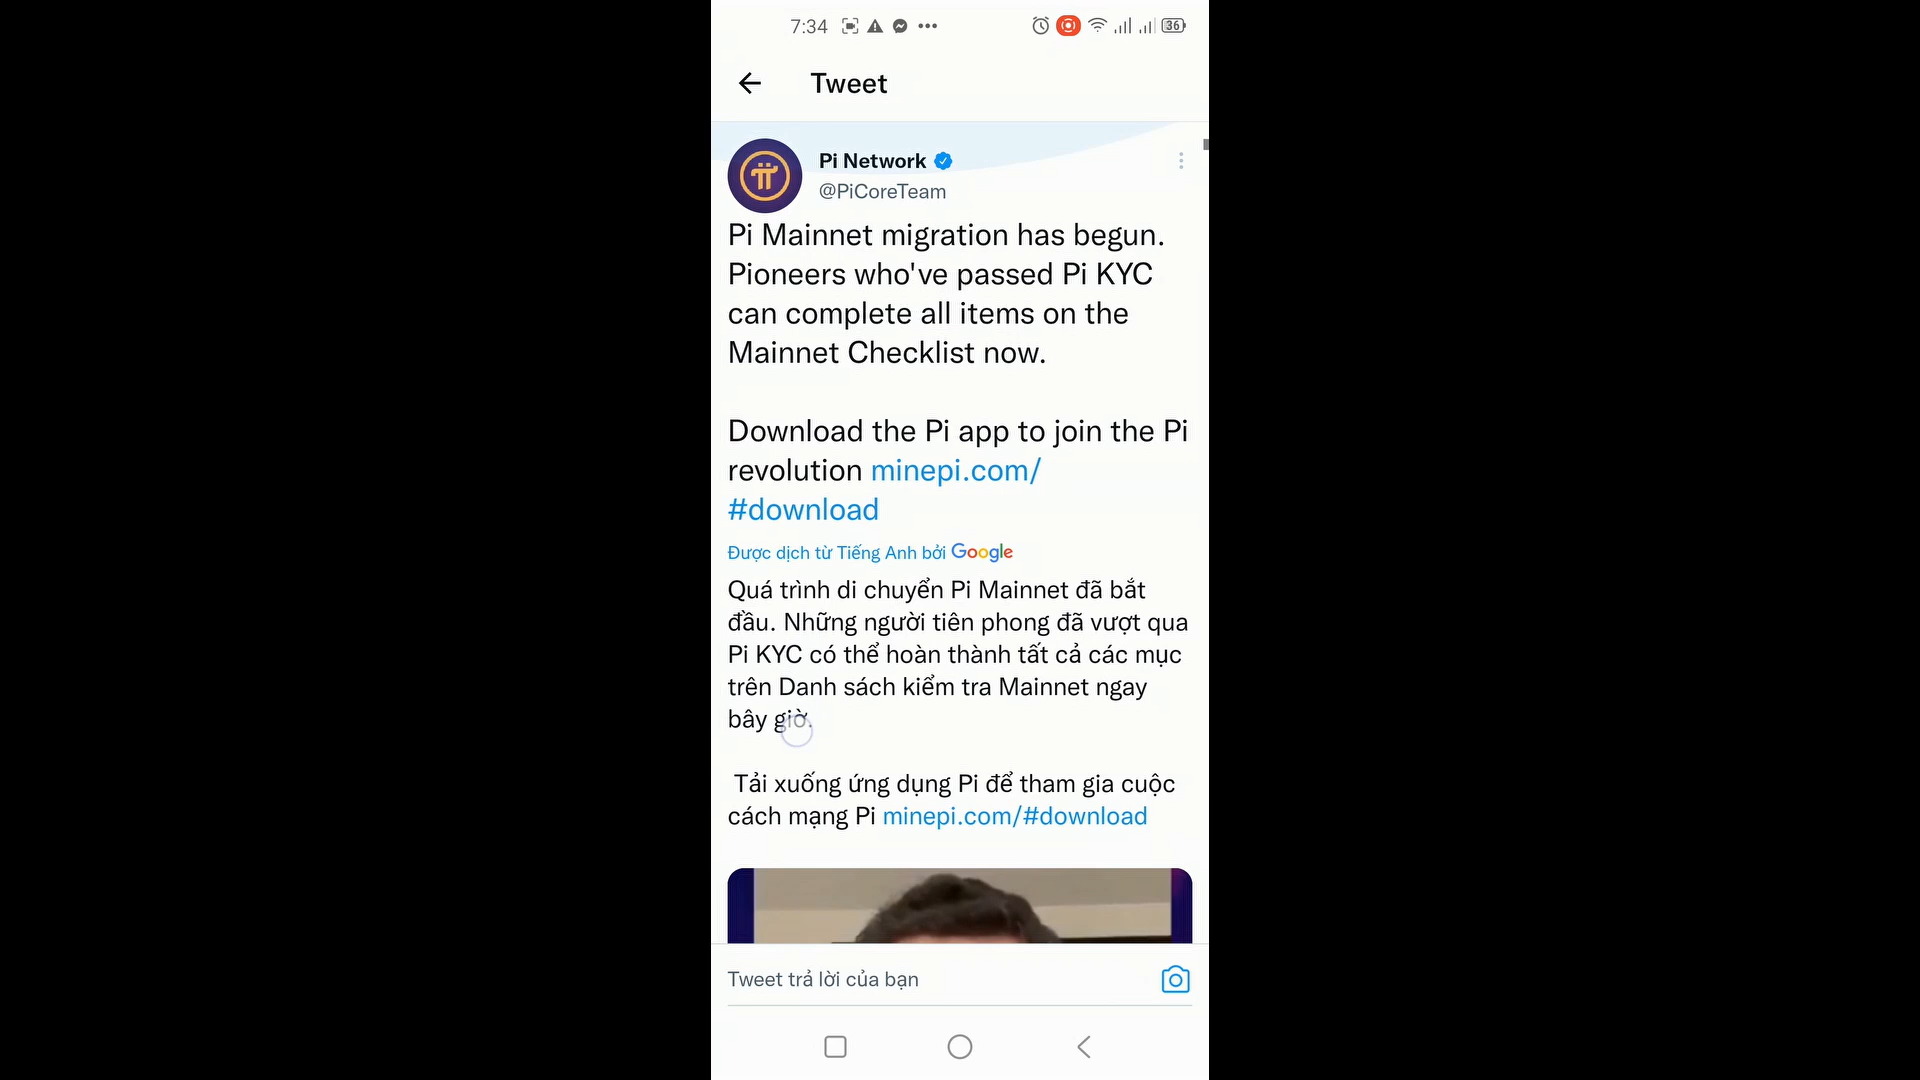 7:34
36
Tweet
Pi Network
@PiCoreTeam
Pi Mainnet migration has begun.
Pioneers who've passed Pi KYC
can complete all items on the
Mainnet Checklist now.
Download the Pi app to join the Pi
revolution minepi.com/
#download
Được dịch từ Tiếng Anh bởi Google
Quá trình di chuyển Pi Mainnet đã bắt
đầu. Những người tiên phong đã vượt qua
Pi KYC có thể hoàn thành tất cả các mục
trên Danh sách kiểm tra Mainnet ngay
bây giờ.
Tải xuống ứng dụng Pi để tham gia cuộc
cách mạng Pi minepi.com/#download
Tweet trả lời của bạn